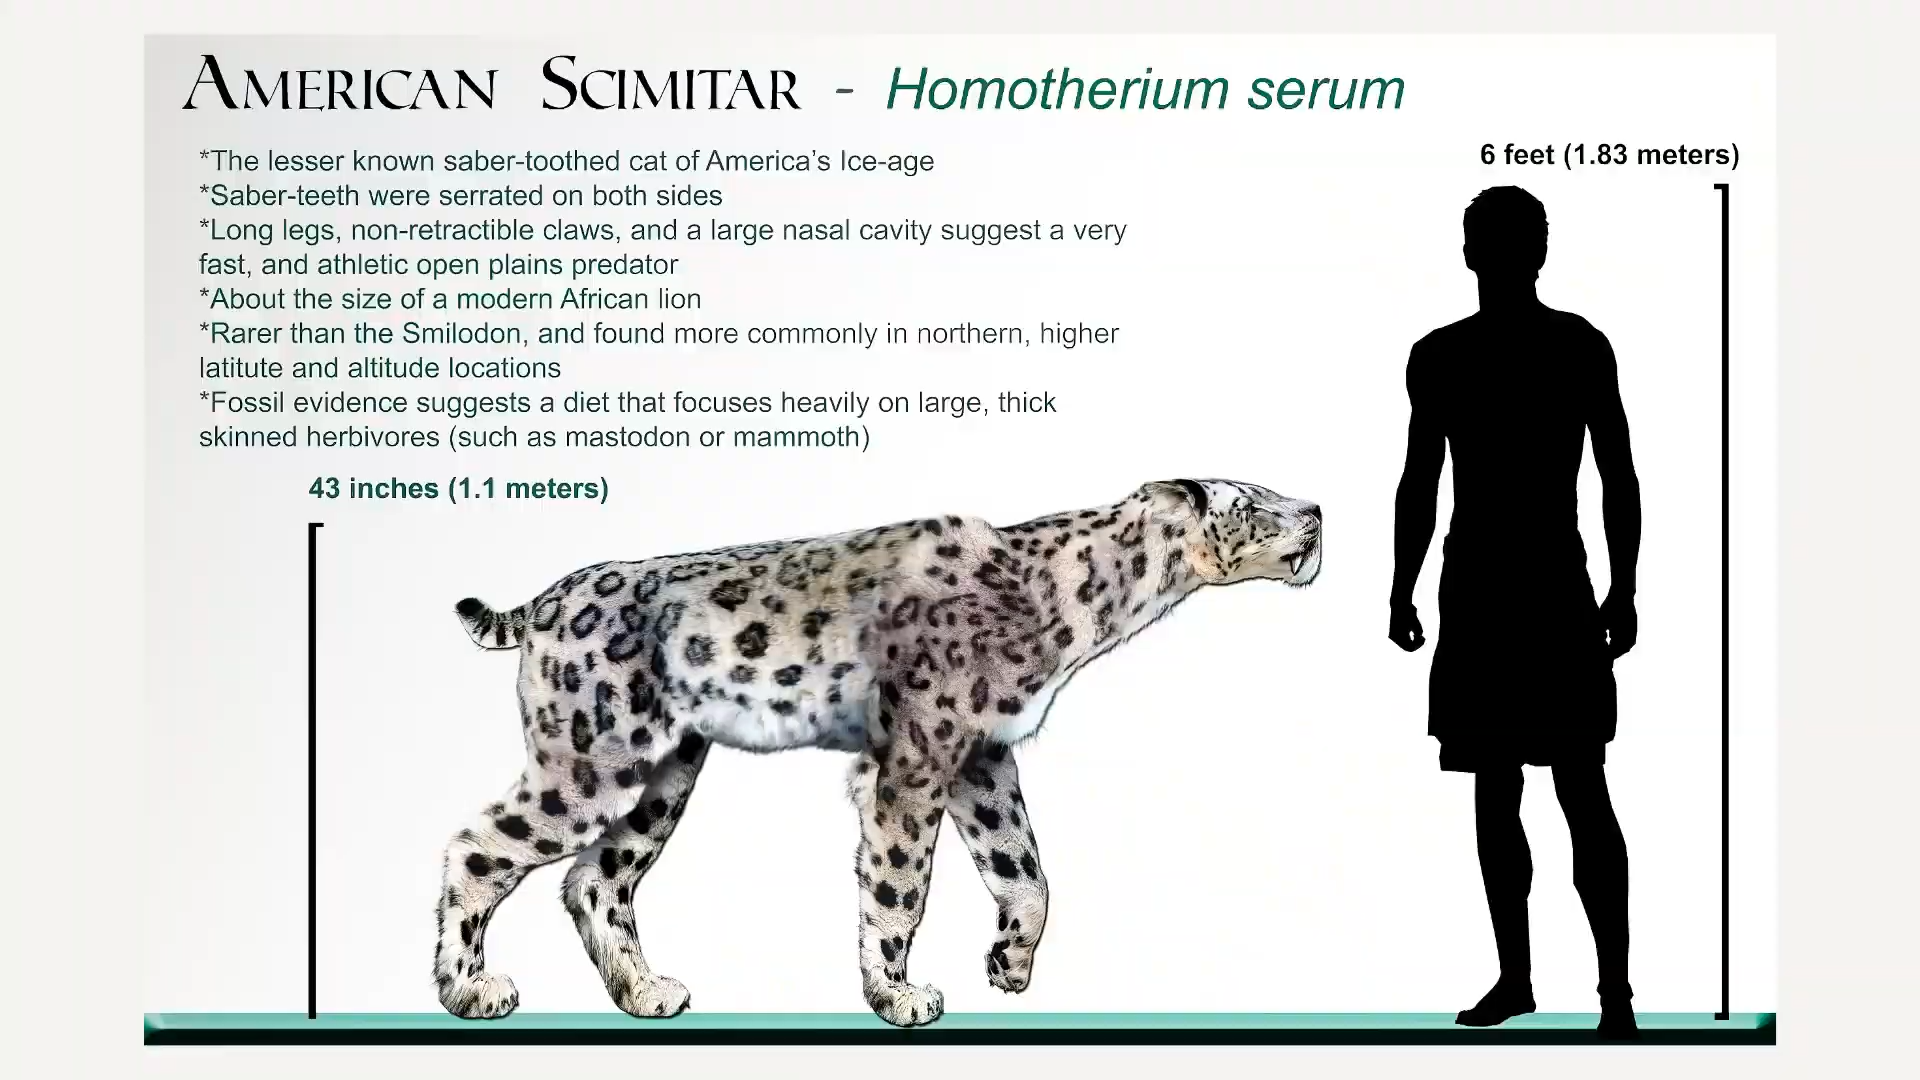 American Scimitar - Homotherium serum
6 feet (1.83 meters)
*The lesser known saber-toothed cat of America’s Ice-age
*Saber-teeth were serrated on both sides
*Long legs, non-retractible claws, and a large nasal cavity suggest a very
fast, and athletic open plains predator
*About the size of a modern African lion
*Rarer than the Smilodon, and found more commonly in northern, higher
latitute and altitude locations
*Fossil evidence suggests a diet that focuses heavily on large, thick
skinned herbivores (such as mastodon or mammoth)
43 inches (1.1 meters)